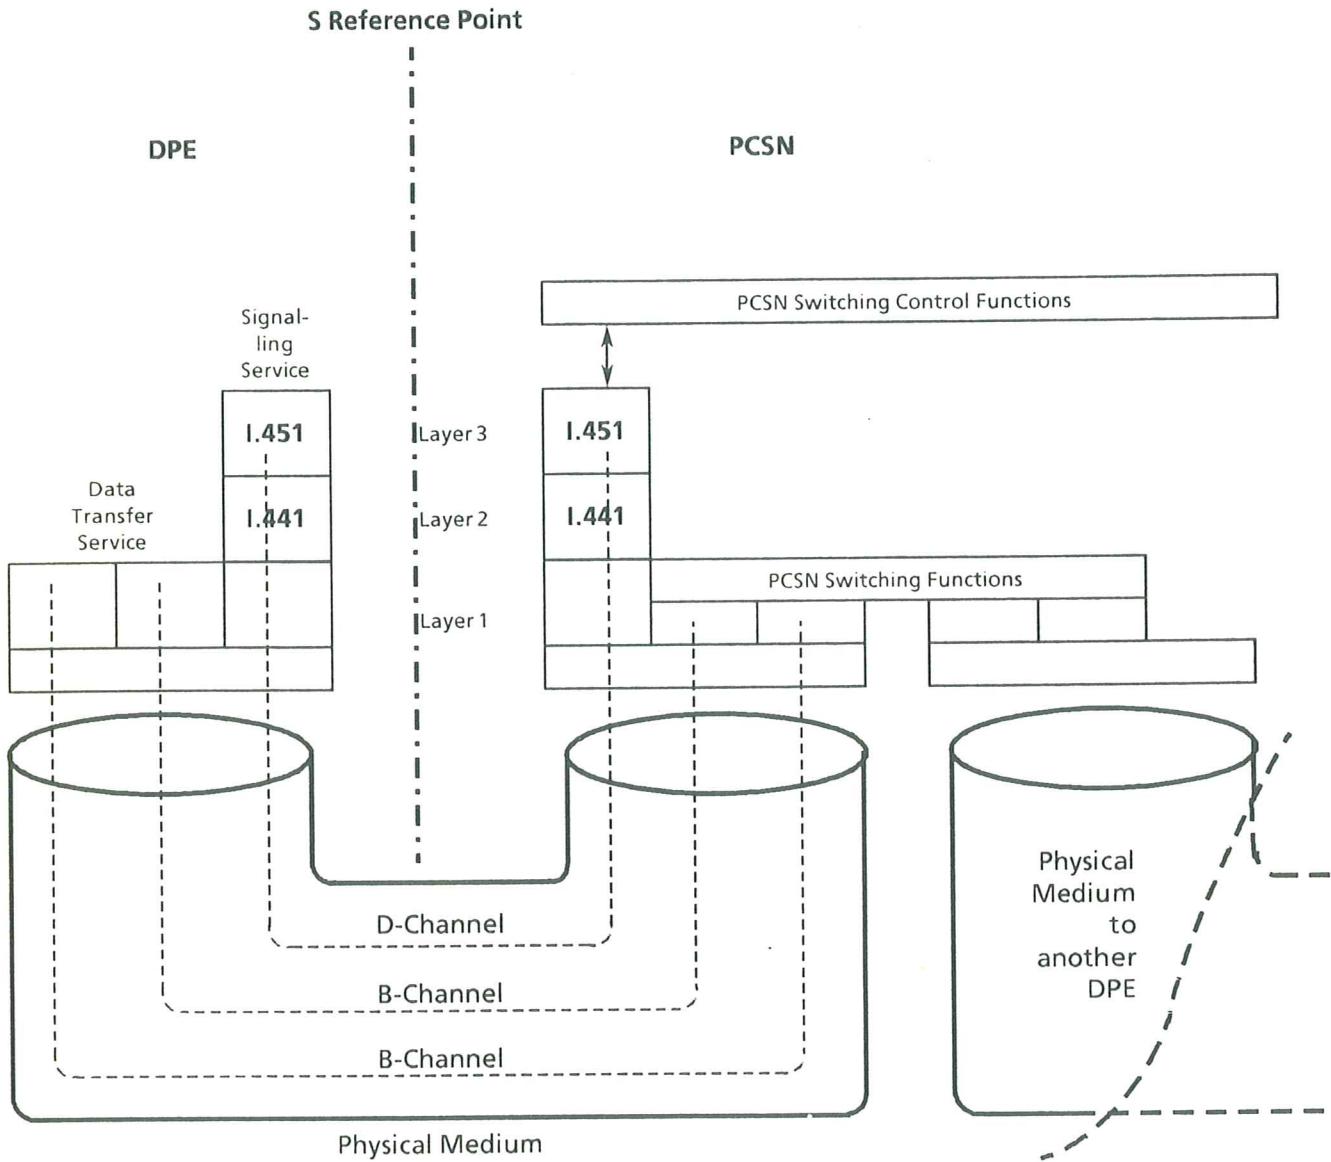 S Reference Point
DPE
PCSN
PCSN Switching Control Functions
Signal-
ling
Service
I.451
Layer 3
I.451
Data
Transfer
Service
I.441
Layer 2
I.441
PCSN Switching Functions
Layer 1
Physical
Medium
to
another
DPE
D-Channel
B-Channel
B-Channel
Physical Medium